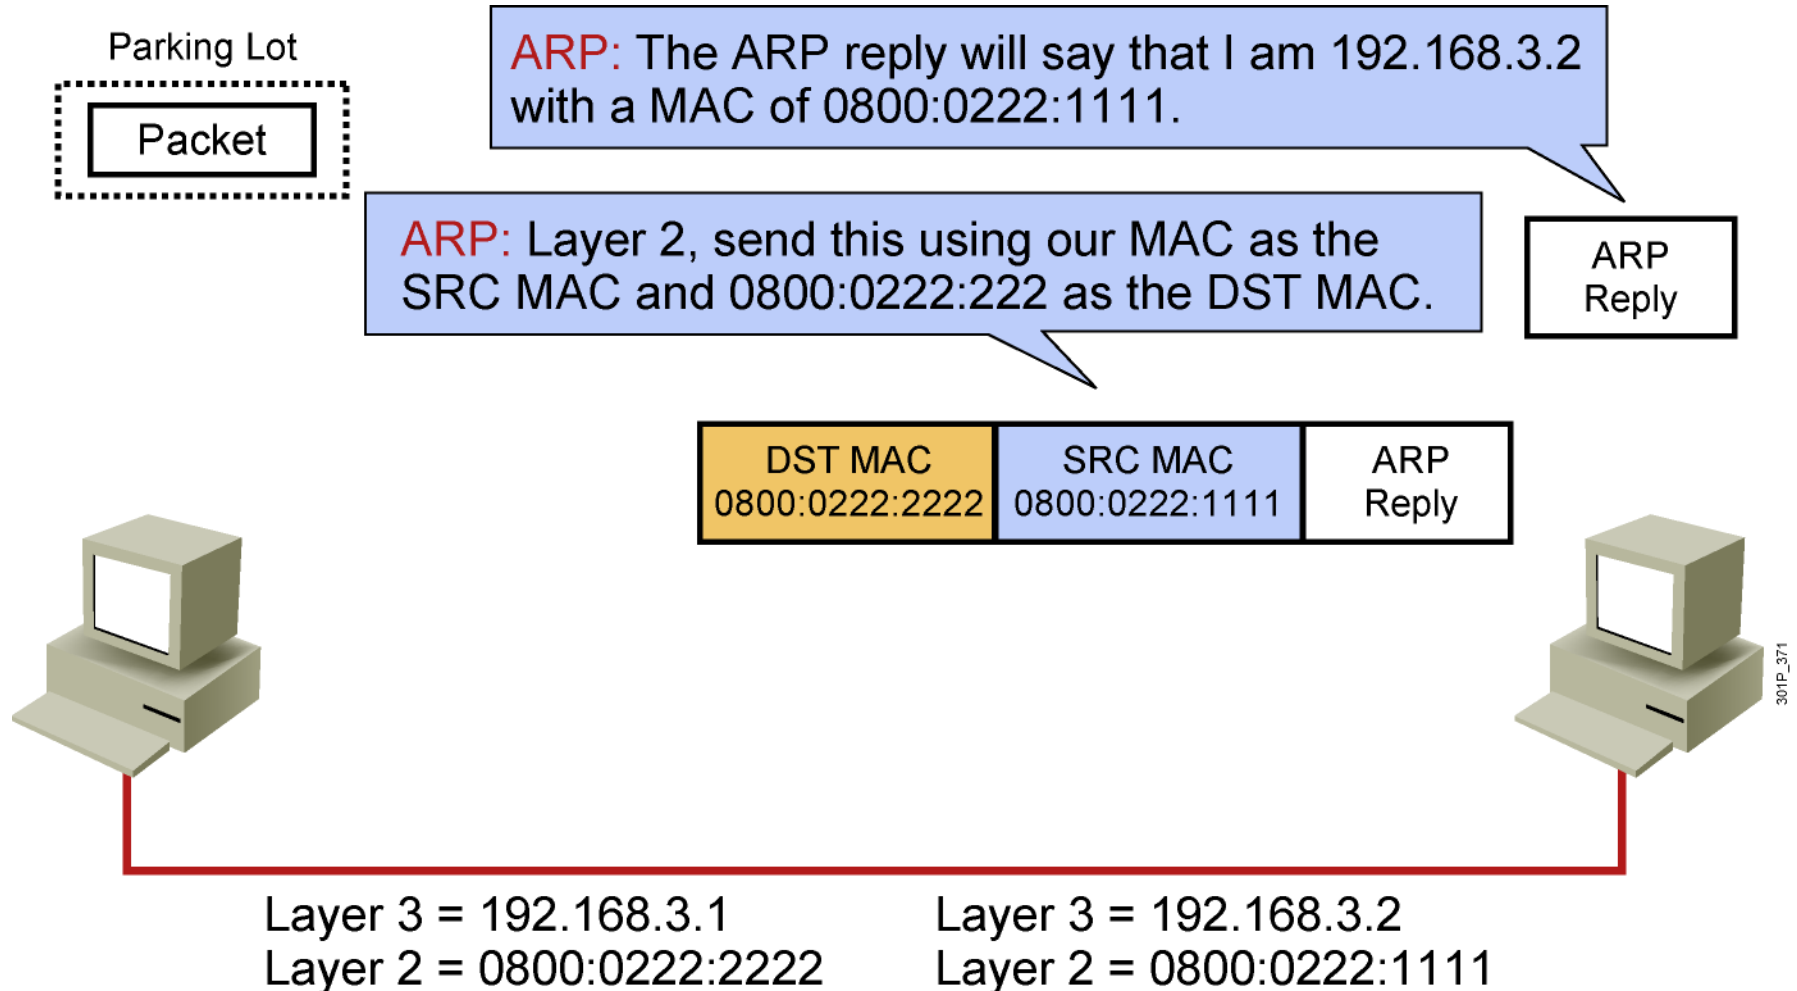 Parking Lot
Packet
ARP: The ARP reply will say that I am 192.168.3.2
with a MAC of 0800:0222:1111.
ARP: Layer 2, send this using our MAC as the
SRC MAC and 0800:0222:222 as the DST MAC.
ARP
Reply
DST MAC
0800:0222:2222
SRC MAC
0800:0222:1111
ARP
Reply
301P_371
Layer 3 = 192.168.3.1
Layer 2 = 0800:0222:2222
Layer 3 = 192.168.3.2
Layer 2 = 0800:0222:1111